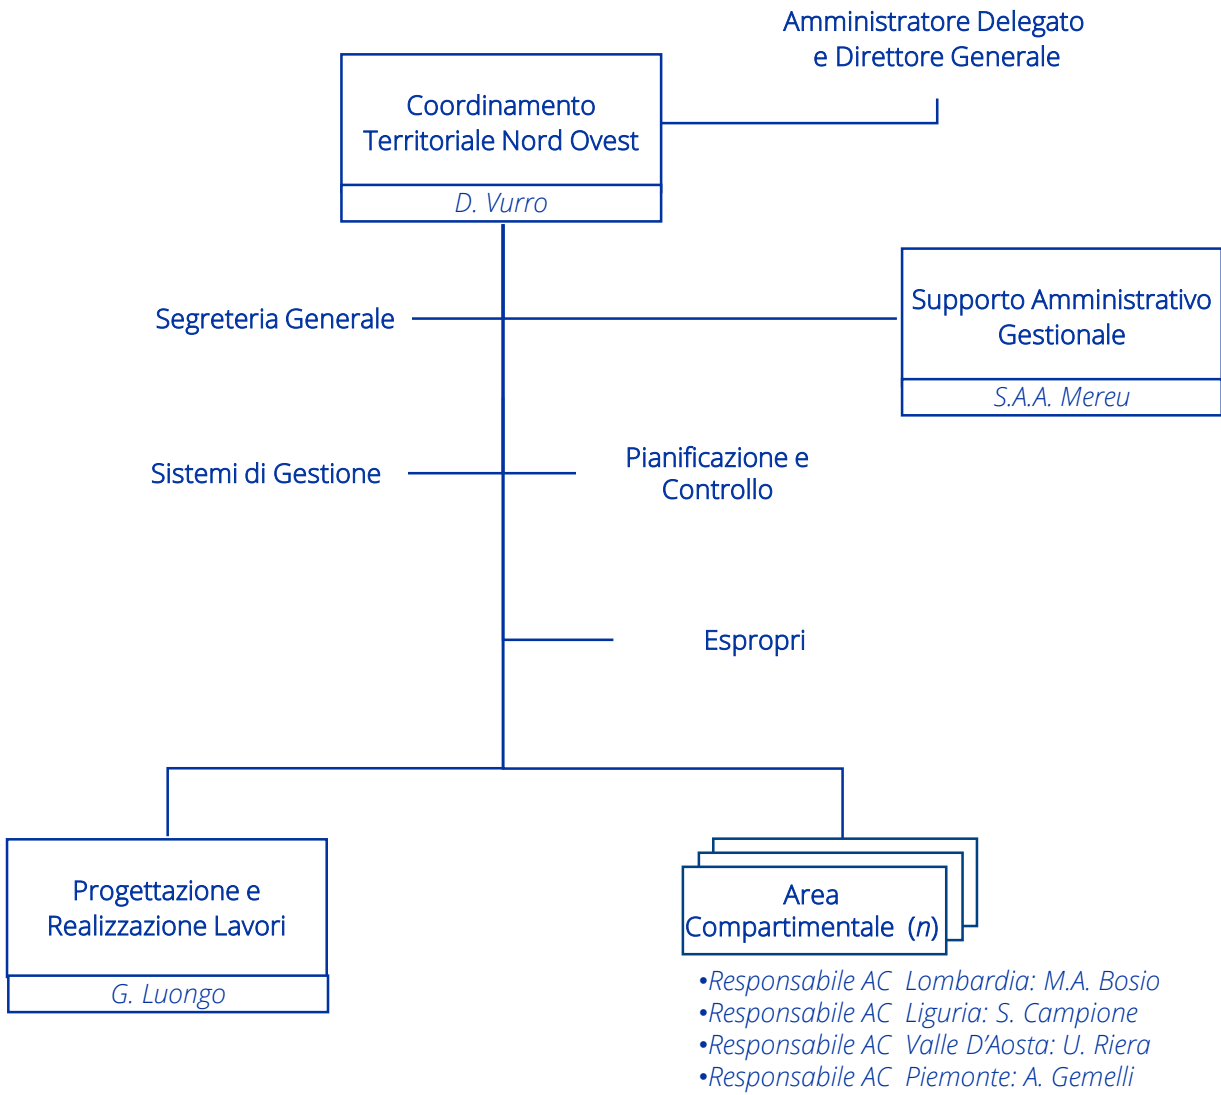 Amministratore Delegato
e Direttore Generale
Coordinamento
Territoriale Nord Ovest
D. Vurro
Segreteria Generale
Supporto Amministrativo
Gestionale
S.A.A. Mereu
Sistemi di Gestione
Pianificazione e
Controllo
Espropri
Progettazione e
Realizzazione Lavori
G. Luongo
Area
Compartimentale (n)
•Responsabile AC Lombardia: M.A. Bosio
•Responsabile AC Liguria: S. Campione
•Responsabile AC Valle D’Aosta: U. Riera
•Responsabile AC Piemonte: A. Gemelli